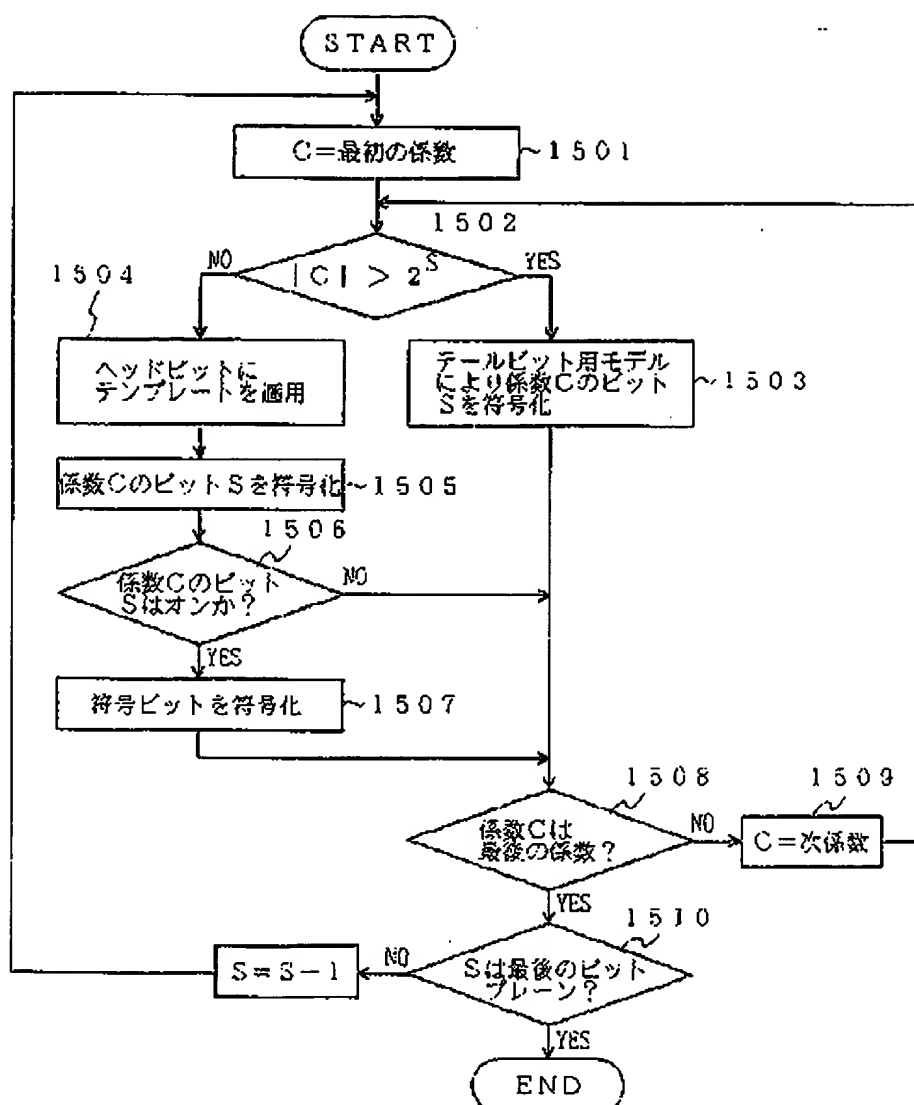 START
C=最初の係数
1501
1502
|C| > 2^S
NO
YES
1504
ヘッドビットに
テンプレートを適用
テールビット用モデル
により係数Cのビット
Sを符号化
1503
係数CのビットSを符号化
1505
1506
係数Cのビット
Sはオンか?
NO
YES
符号ビットを符号化
1507
1508
係数Cは
最後の係数?
NO
1509
C=次係数
YES
1510
Sは最後のビット
プレーン?
NO
S=S-1
YES
END